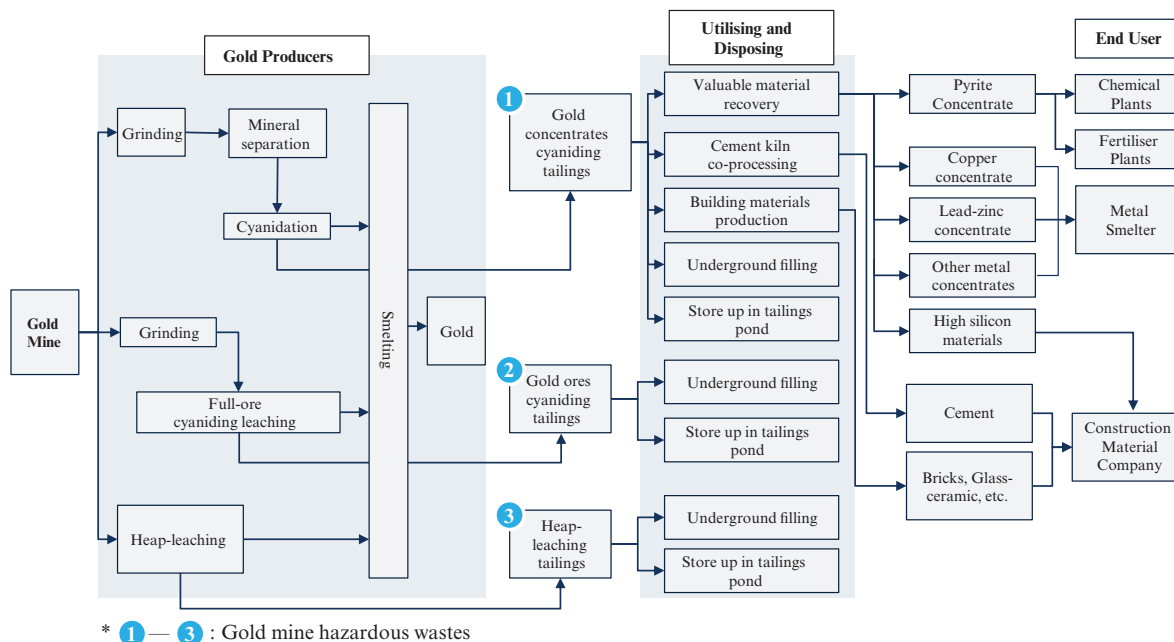 Gold Producers
Utilising and
Disposing
End User
Gold
Mine
Grinding
Mineral
separation
Cyanidation
Grinding
Full-ore
cyaniding leaching
Heap-leaching
Smelting
Gold
1
Gold
concentrates
cyaniding
tailings
2
Gold ores
cyaniding
tailings
3
Heap-
leaching
tailings
Valuable material
recovery
Cement kiln
co-processing
Building materials
production
Underground filling
Store up in tailings
pond
Underground filling
Store up in tailings
pond
Underground filling
Store up in tailings
pond
Pyrite
Concentrate
Copper
concentrate
Lead-zinc
concentrate
Other metal
concentrates
High silicon
materials
Cement
Bricks, Glass-
ceramic, etc.
Chemical
Plants
Fertiliser
Plants
Metal
Smelter
Construction
Material
Company
* 1 — 3 : Gold mine hazardous wastes